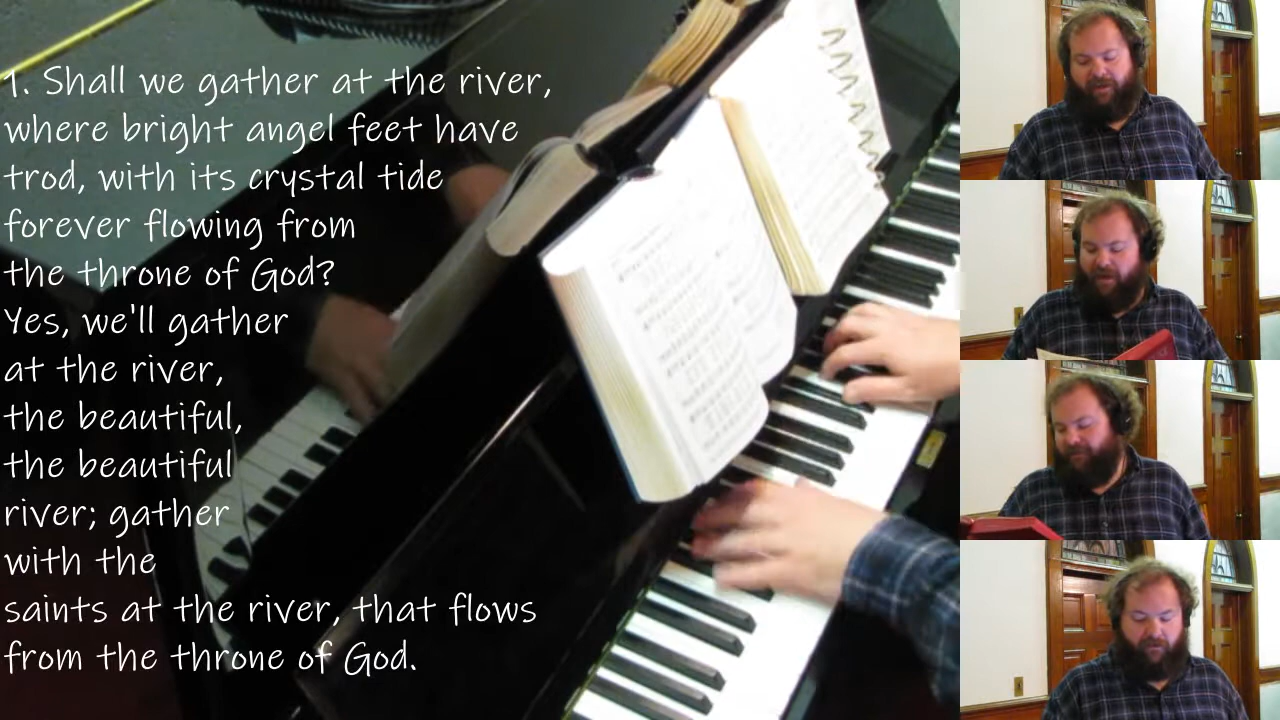 1. Shall we gather at the river,
where bright angel feet have
trod, with its crystal tide
forever flowing from
the throne of God?
Yes, we'll gather
at the river,
the beautiful,
the beautiful
river; gather
with the
saints at the river, that flows
from the throne of God.